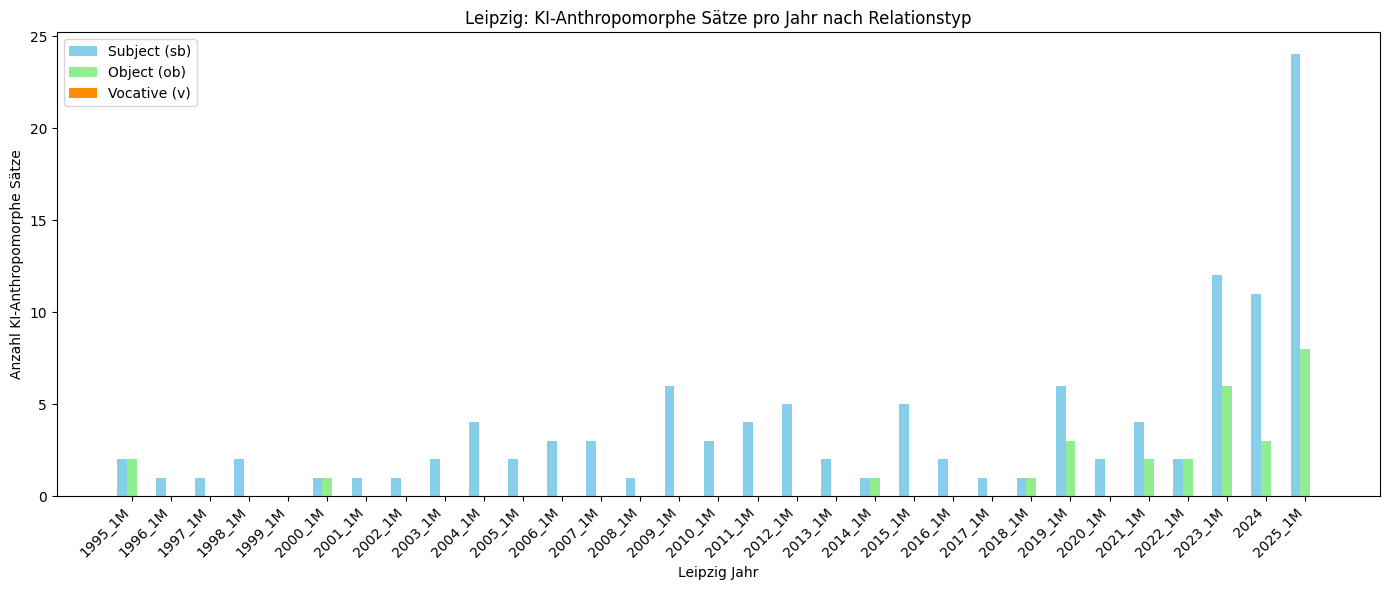 Leipzig: KI-Anthropomorphe Sätze pro Jahr nach Relationstyp
Subject (sb)
Object (ob)
Vocative (v)
Anzahl KI-Anthropomorphe Sätze
25
20
15
10
5
0
1995_1M
1996_1M
1997_1M
1998_1M
1999_1M
2000_1M
2001_1M
2002_1M
2003_1M
2004_1M
2005_1M
2006_1M
2007_1M
2008_1M
2009_1M
2010_1M
2011_1M
2012_1M
2013_1M
2014_1M
2015_1M
2016_1M
2017_1M
2018_1M
2019_1M
2020_1M
2021_1M
2022_1M
2023_1M
2024
2025_1M
Leipzig Jahr